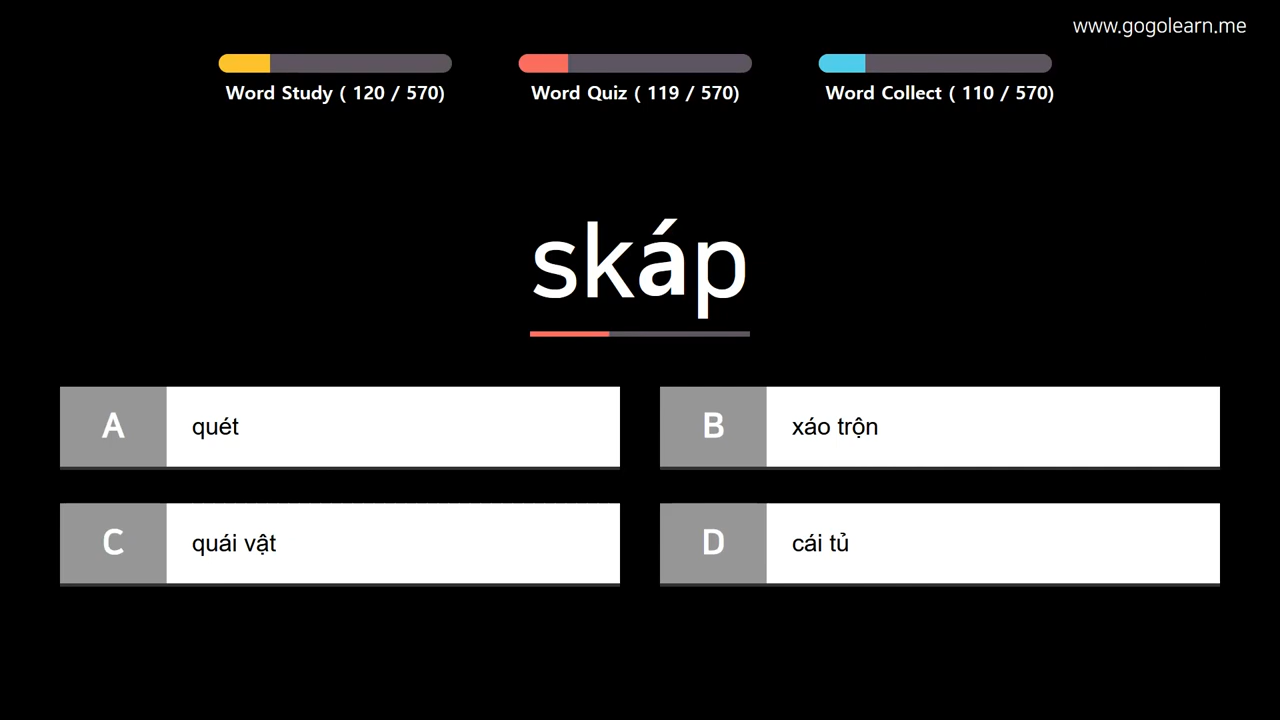 www.gogolearn.me
Word Study ( 120 / 570)
Word Quiz ( 119 / 570)
Word Collect ( 110 / 570)
skáp
A quét
B xáo trộn
C quái vật
D cái tủ